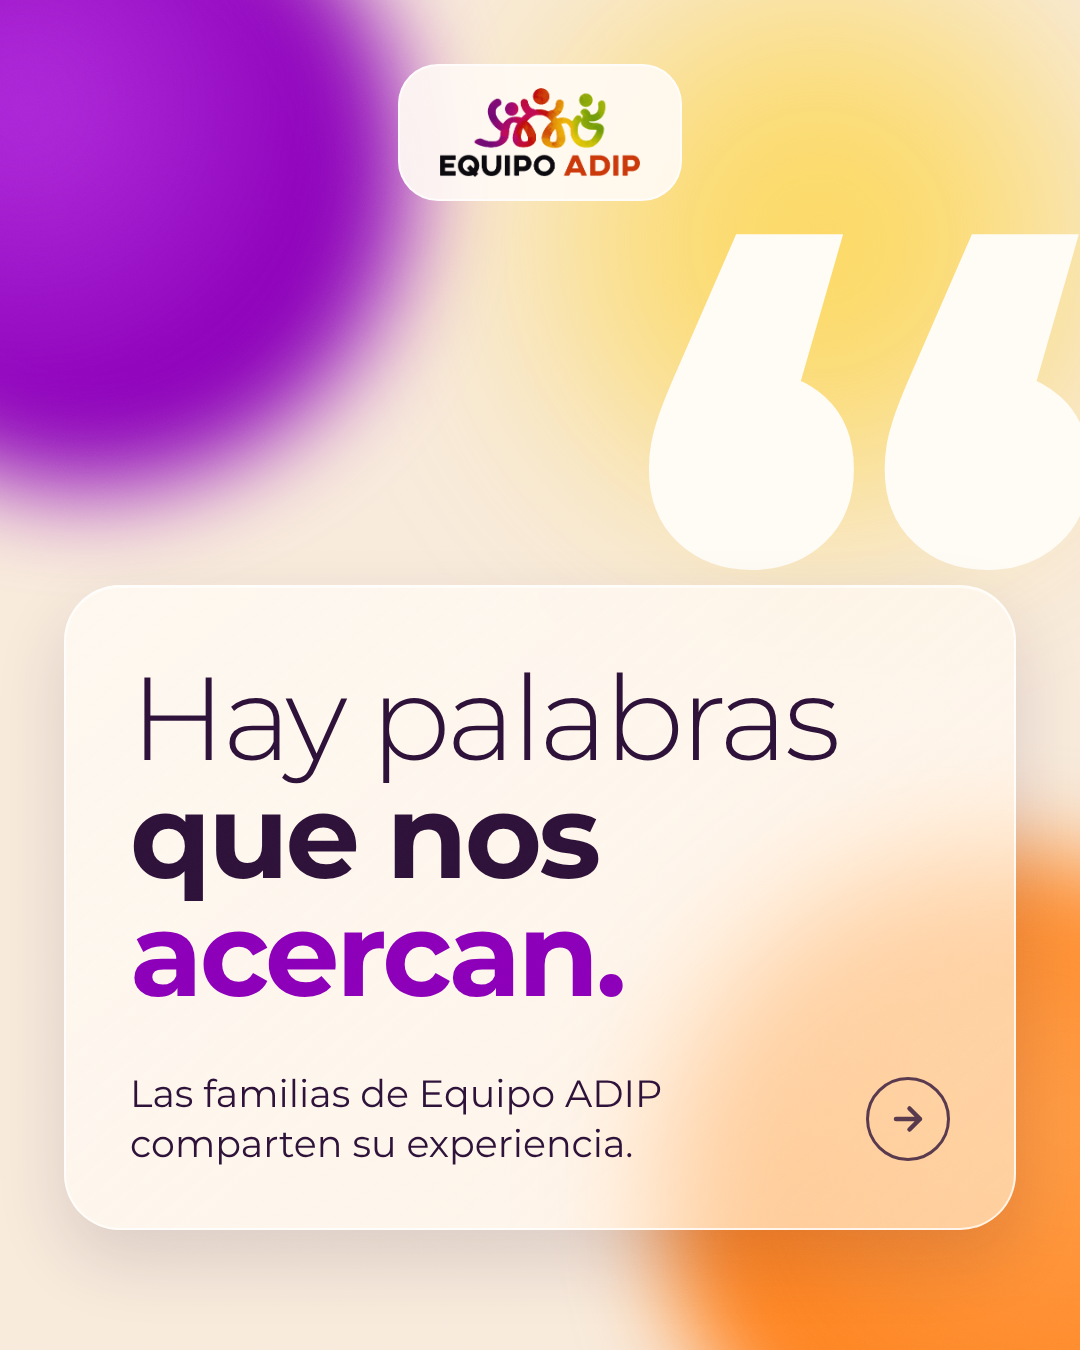 EQUIPO ADIP
“
Hay palabras
que nos
acercan.
Las familias de Equipo ADIP
comparten su experiencia.